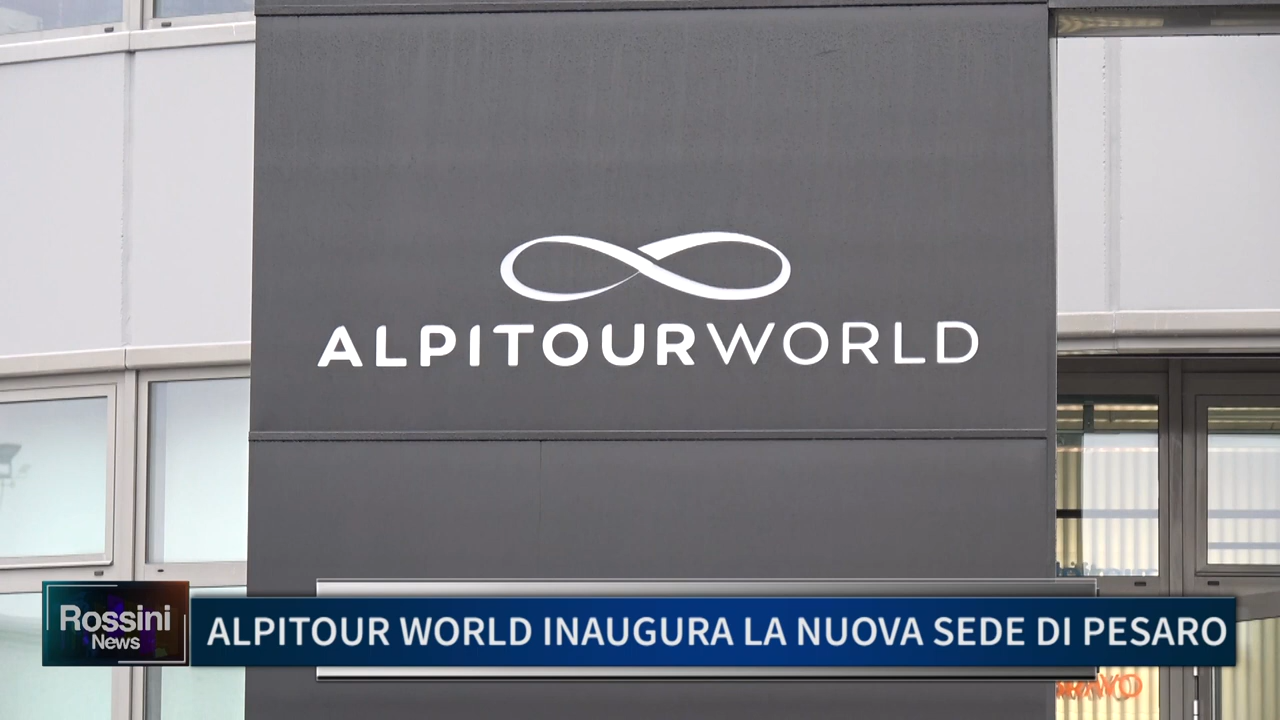 ALPITOURWORLD
Rossini
News
ALPITOUR WORLD INAUGURA LA NUOVA SEDE DI PESARO